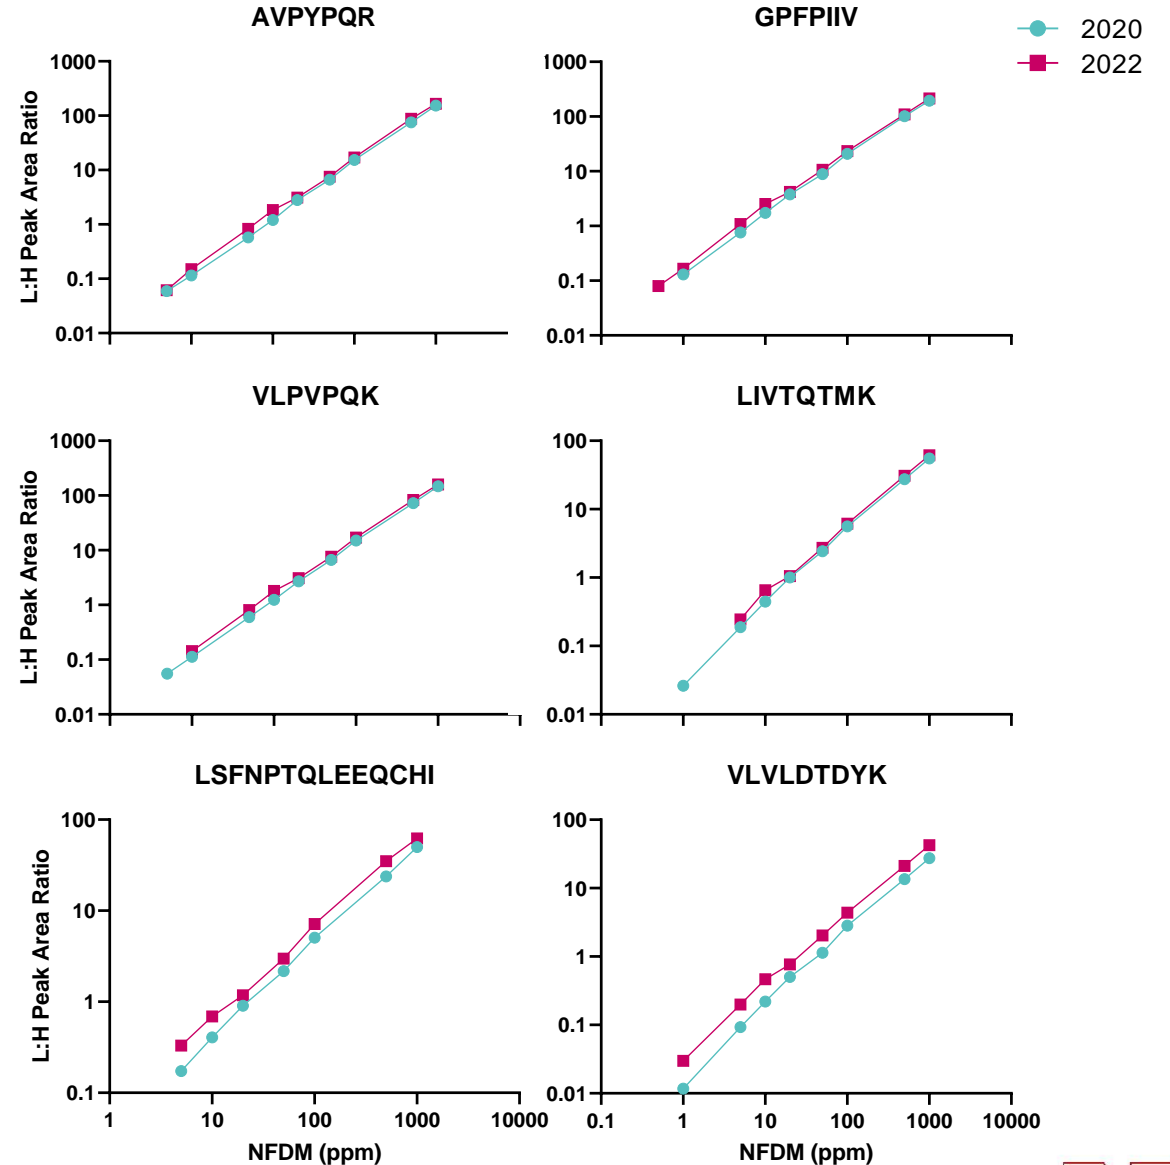 AVPYPQR
GPFPIIV
2020
2022
L:H Peak Area Ratio
1000
100
10
1
0.1
0.01
1000
100
10
1
0.1
0.01
VLPVPQK
LIVTQTMK
L:H Peak Area Ratio
1000
100
10
1
0.1
0.01
100
10
1
0.1
0.01
LSFNPTQLEEQCHI
VLVLDTDYK
L:H Peak Area Ratio
100
10
1
0.1
100
10
1
0.1
0.01
1 10 100 1000 10000
0.1 1 10 100 1000 10000
NFDM (ppm)
NFDM (ppm)